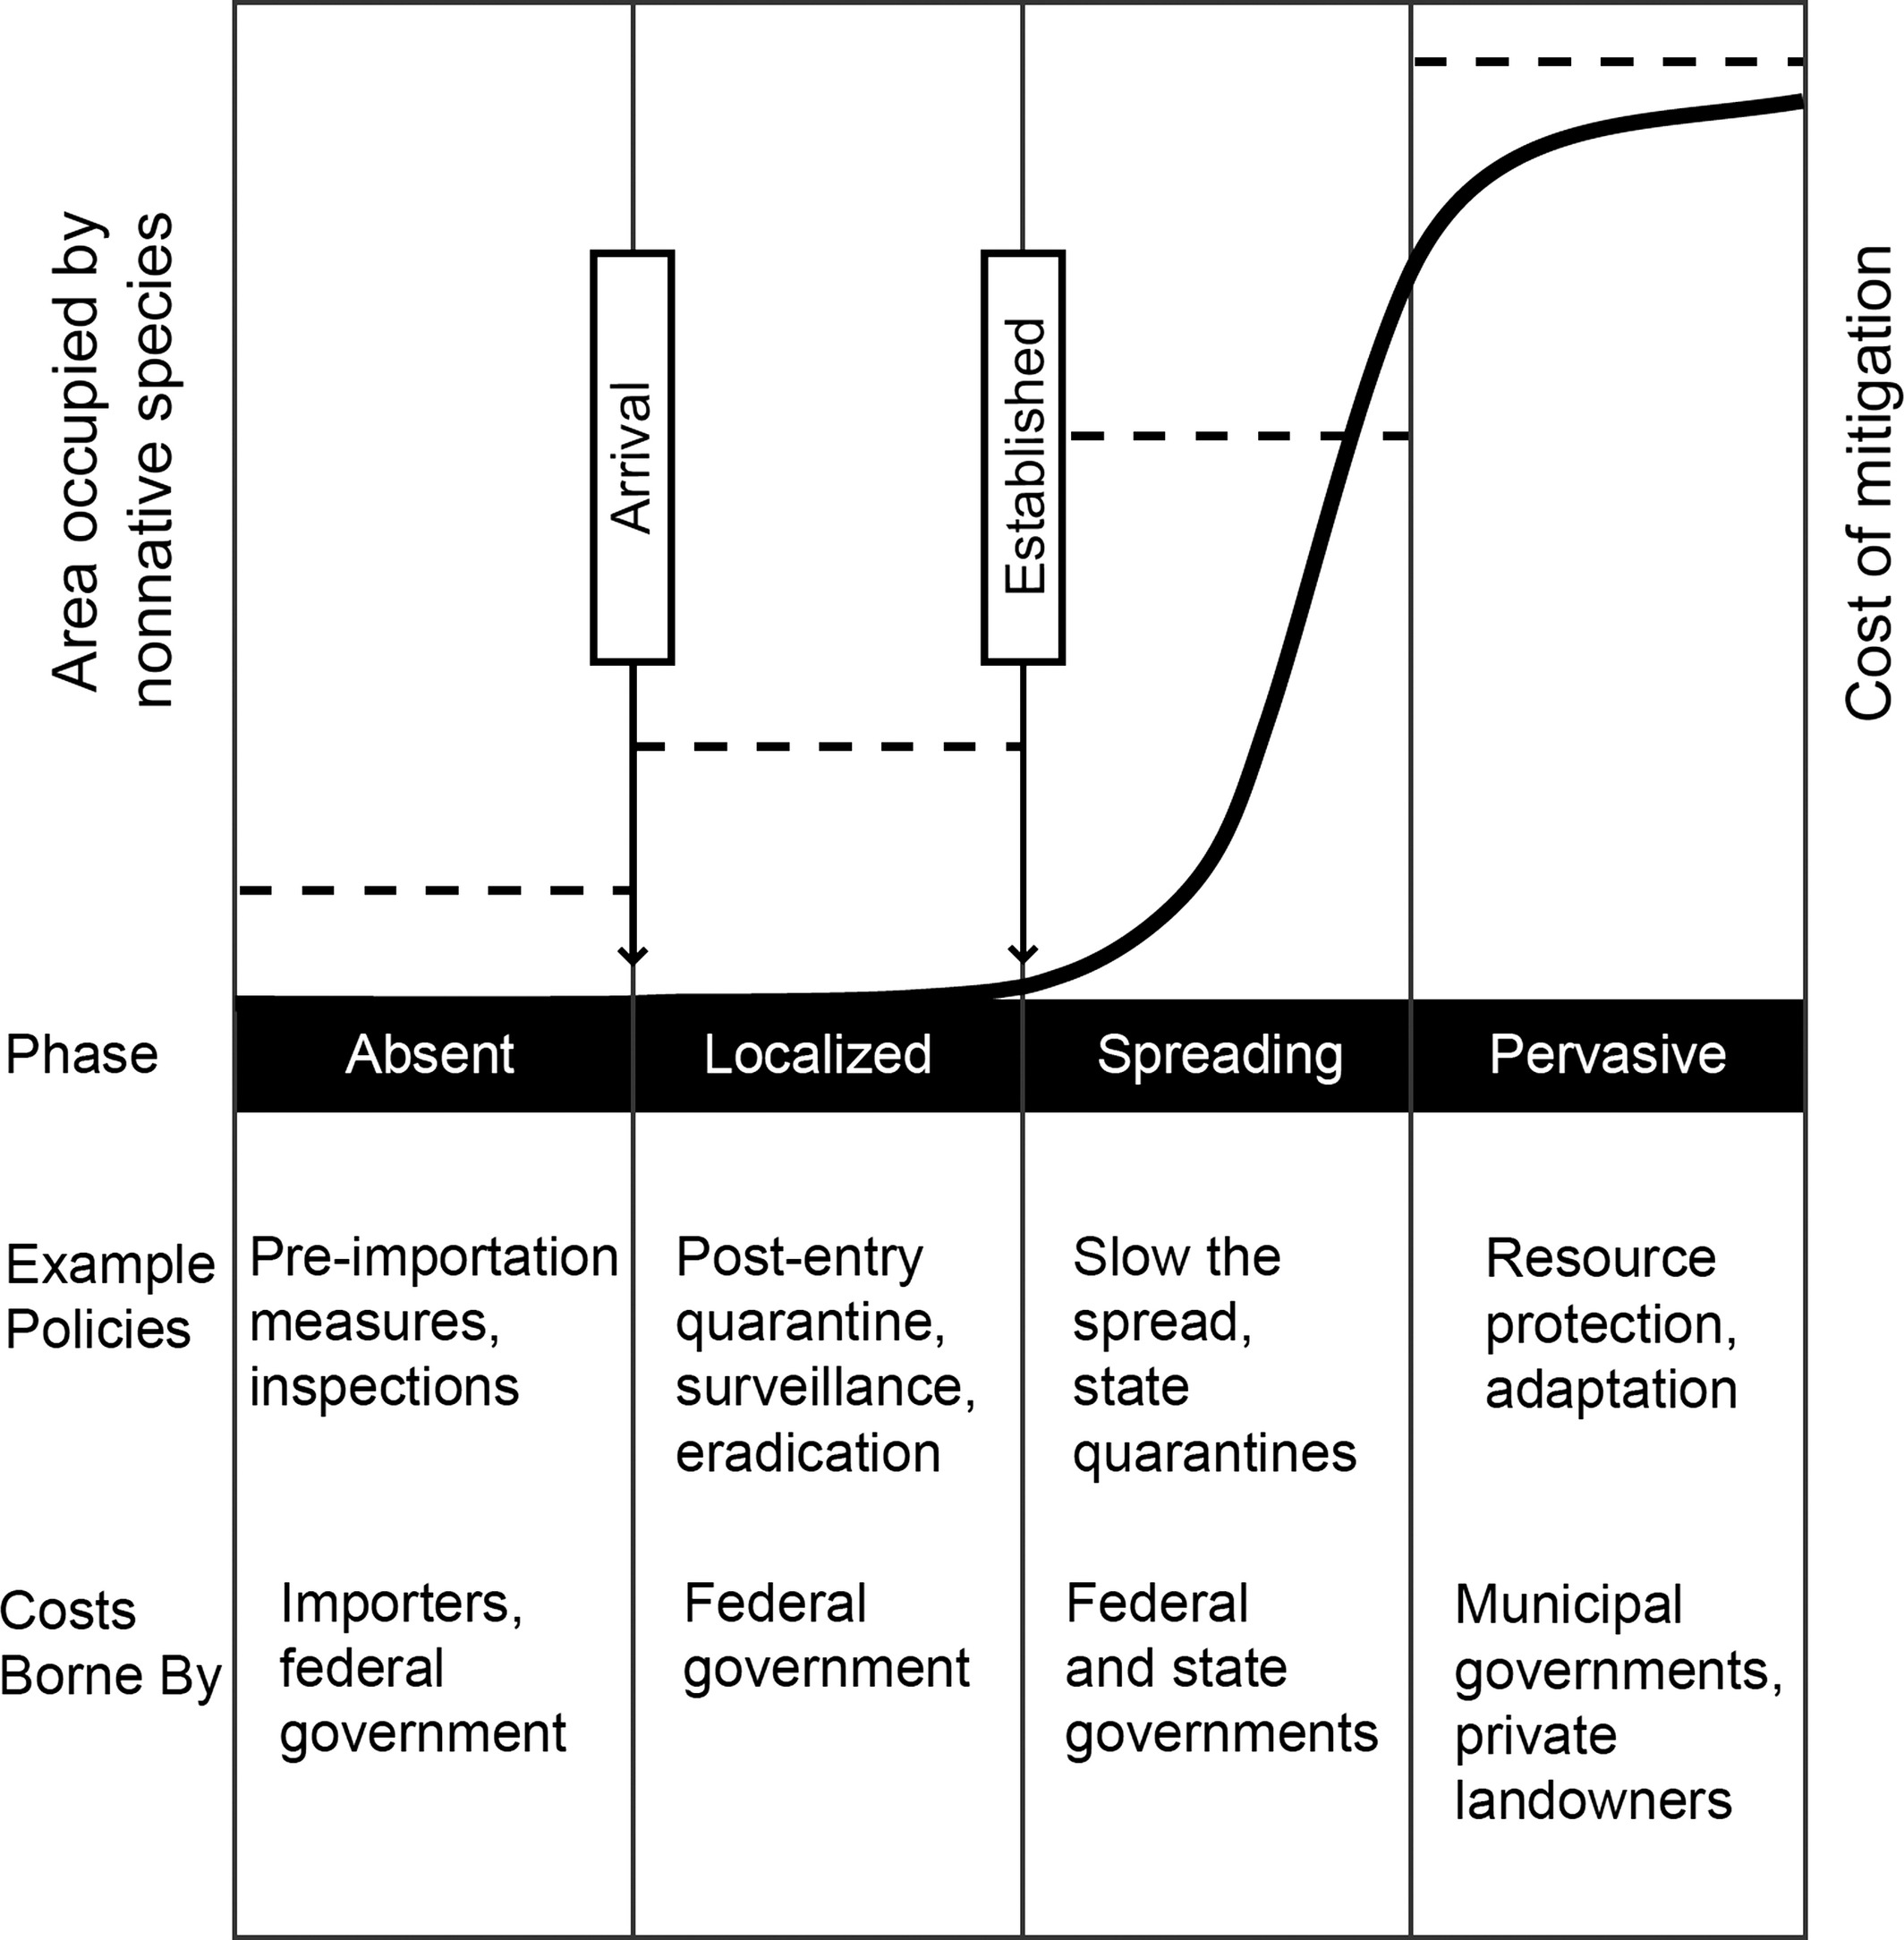 Area occupied by
nonnative species
Arrival
Established
Cost of mitigation
Phase
Absent
Localized
Spreading
Pervasive
Example
Policies
Pre-importation
measures,
inspections
Post-entry
quarantine,
surveillance,
eradication
Slow the
spread,
state
quarantines
Resource
protection,
adaptation
Costs
Borne By
Importers,
federal
government
Federal
government
Federal
and state
governments
Municipal
governments,
private
landowners